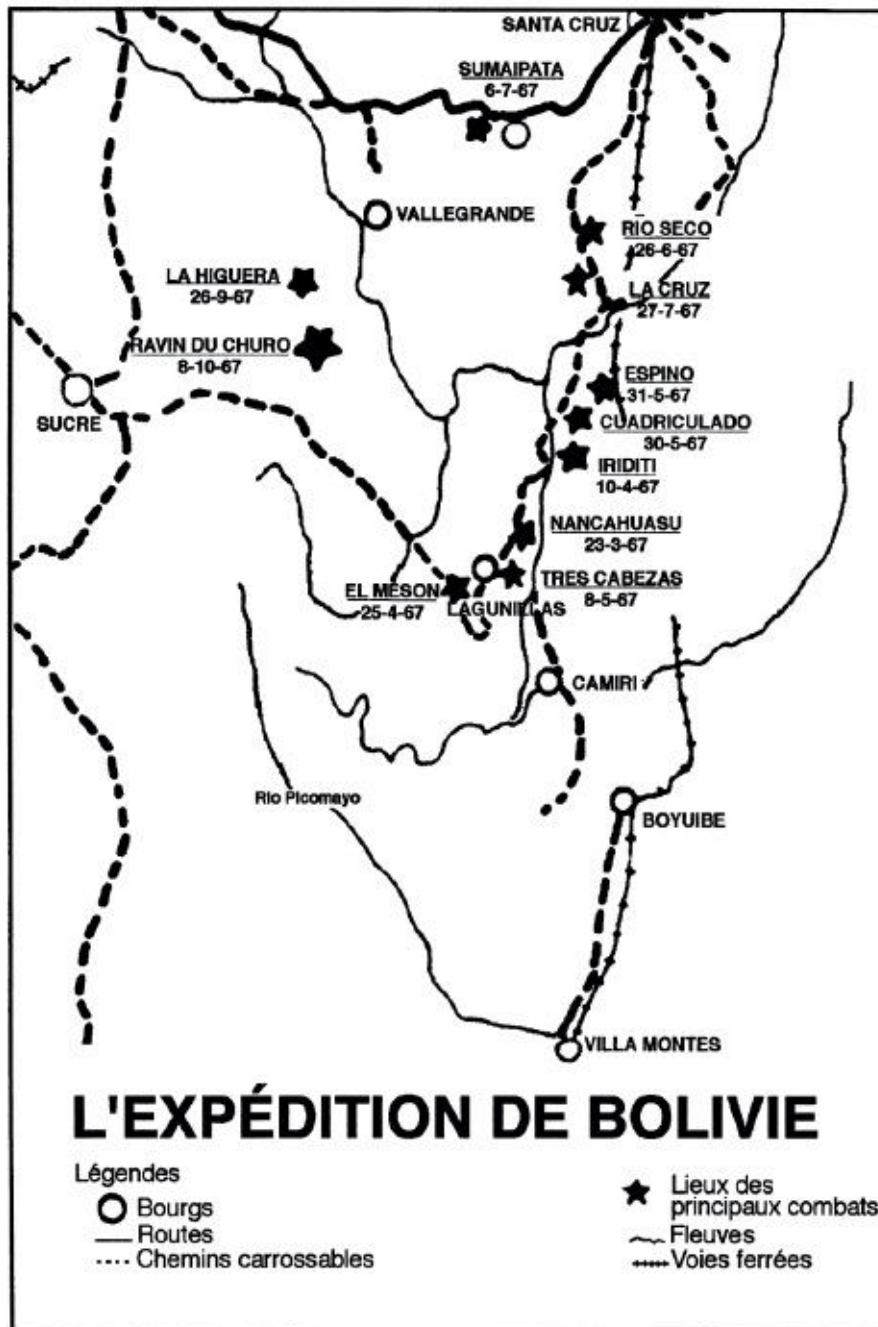 SANTA CRUZ
SUMAIPATA
6-7-67
VALLEGRANDE
RÍO SECO
26-6-67
LA HIGUERA
26-9-67
LA CRUZ
27-7-67
RAVIN DU CHURO
8-10-67
ESPINO
31-5-67
SUCRE
CUADRICULADO
30-5-67
IRIDITI
10-4-67
NANCAHUASU
23-3-67
EL MESON
25-4-67
TRES CABEZAS
8-5-67
LAGUNILLAS
CAMIRI
Rio Picomayo
BOYUIBE
VILLA MONTES
L'EXPÉDITION DE BOLIVIE
Légendes
Bourgs
Routes
Chemins carrossables
Lieux des
principaux combats
Fleuves
Voies ferrées